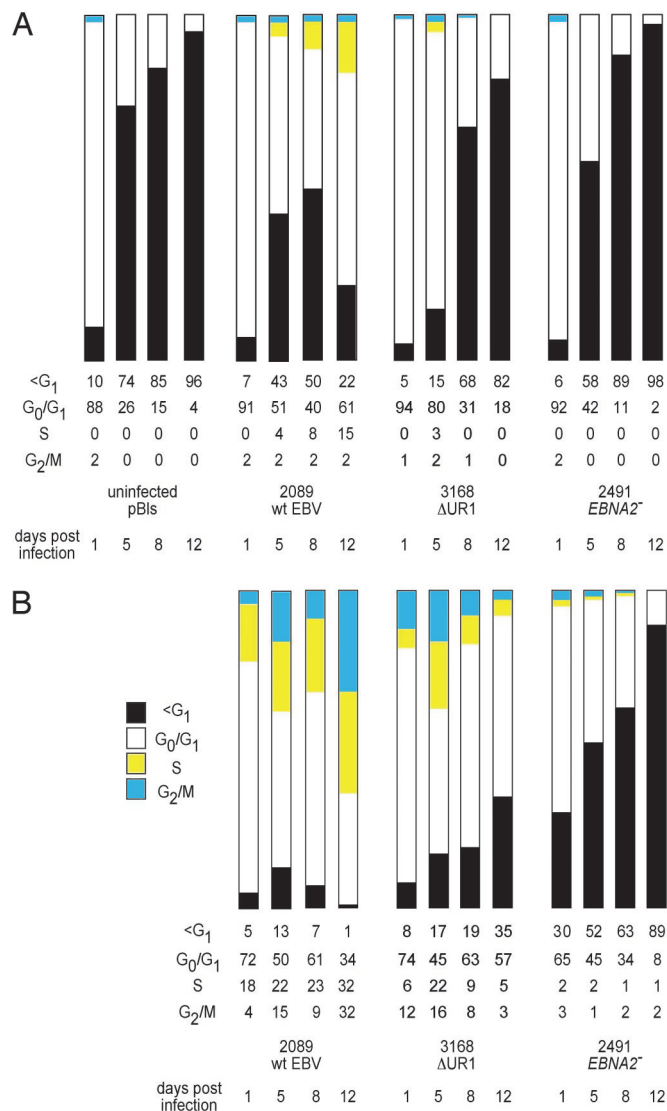 A
<G1 10 74 85 96 7 43 50 22 5 15 68 82 6 58 89 98
G0/G1 88 26 15 4 91 51 40 61 94 80 31 18 92 42 11 2
S 0 0 0 0 0 4 8 15 0 3 0 0 0 0 0 0
G2/M 2 0 0 0 2 2 2 2 1 2 1 0 2 0 0 0
uninfected 2089 3168 2491
pBls wt EBV ΔUR1 EBNA2-
days post
infection 1 5 8 12 1 5 8 12 1 5 8 12 1 5 8 12
B
<G1
G0/G1
S
G2/M
<G1 5 13 7 1 8 17 19 35 30 52 63 89
G0/G1 72 50 61 34 74 45 63 57 65 45 34 8
S 18 22 23 32 6 22 9 5 2 2 1 1
G2/M 4 15 9 32 12 16 8 3 3 1 2 2
2089 3168 2491
wt EBV ΔUR1 EBNA2-
days post
infection 1 5 8 12 1 5 8 12 1 5 8 12